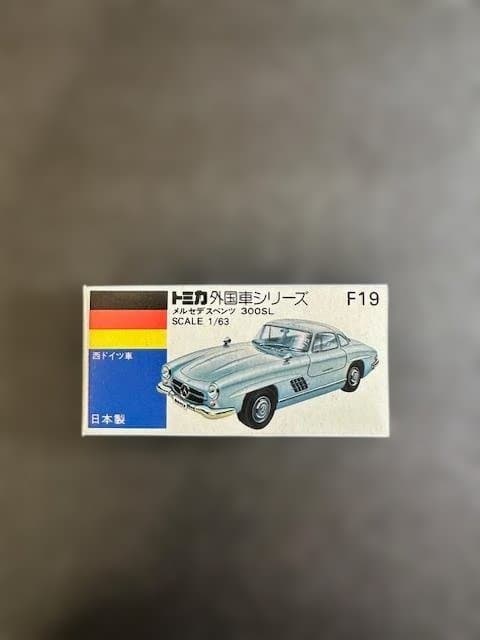 トミカ外国車シリーズ F19
メルセデスベンツ 300SL
SCALE 1/63
西ドイツ車
日本製